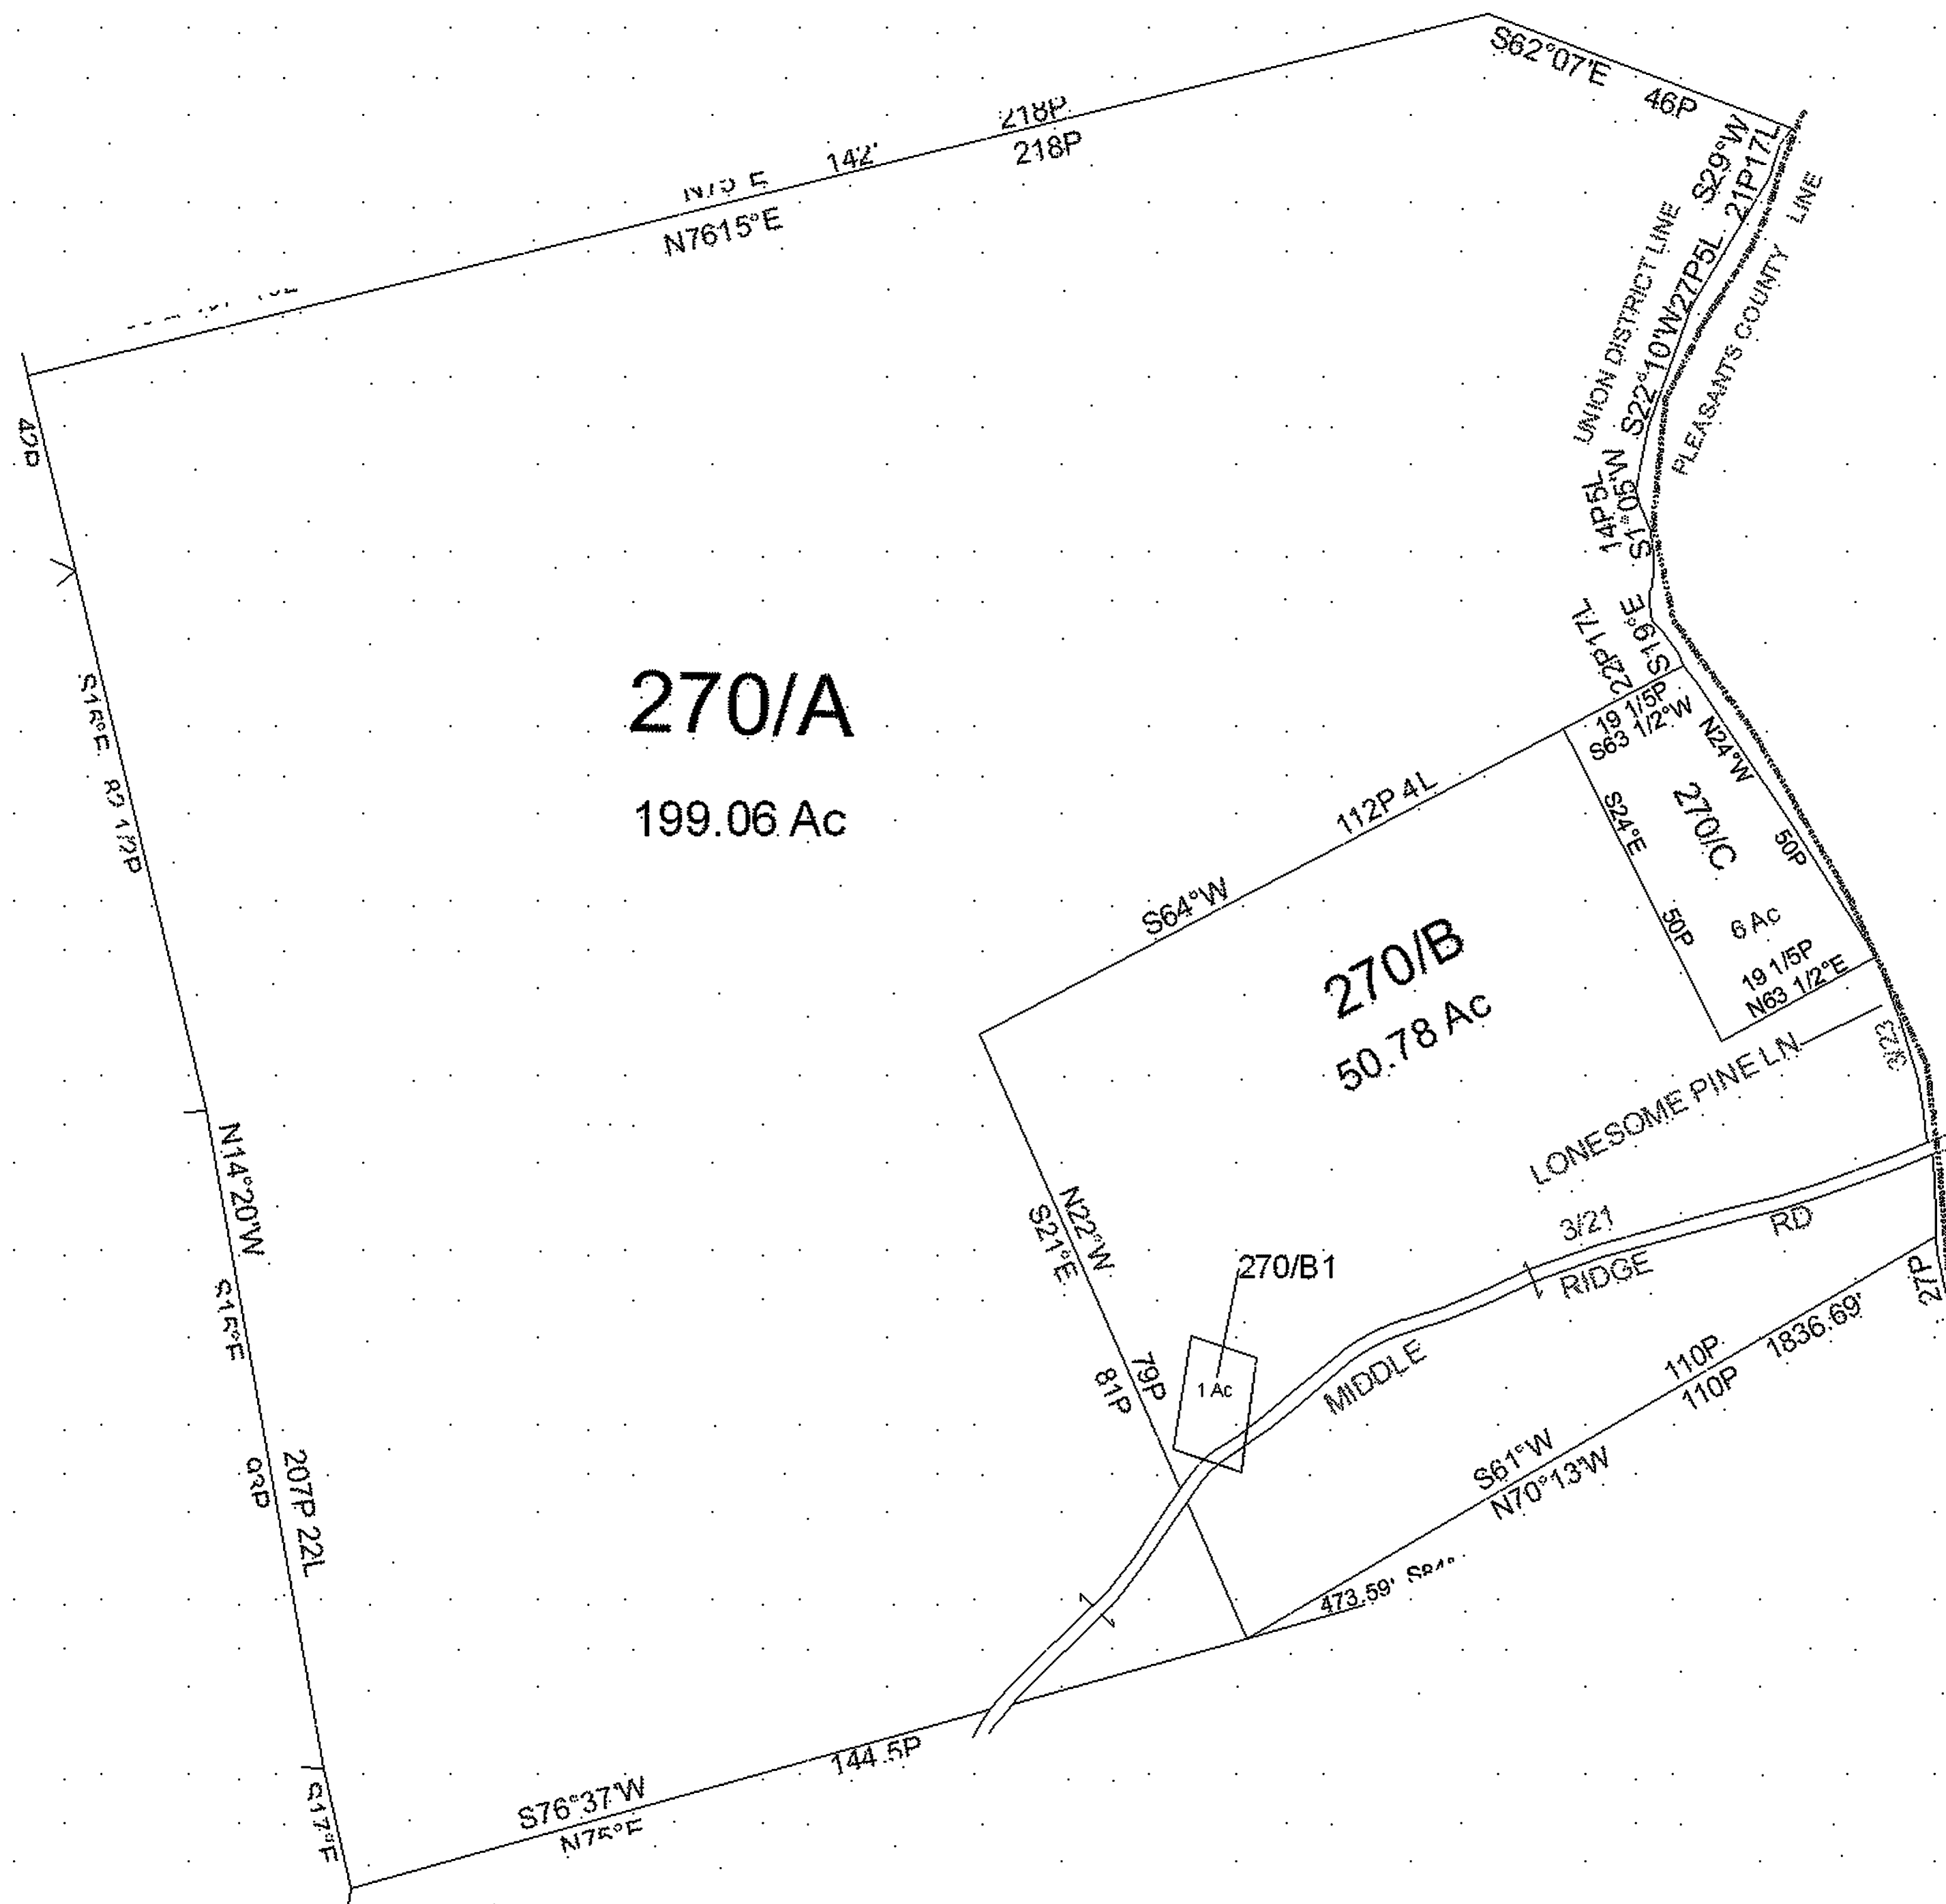 S62°07'E
46P
218P
218P
142'
N7615°E
S29°W
21P17L
UNION DISTRICT LINE
S22°10'W
27P5L
PLEASANTS COUNTY LINE
14P5L
S1°05'W
22P17L
S19°E
19 1/5P
S63 1/2°W
N24°W
50P
270/C
6 Ac
S24°E
50P
19 1/5P
N63 1/2°E
270/A
199.06 Ac
112P 4L
S64°W
270/B
50.78 Ac
LONESOME PINE LN
3/23
N14°20'W
207P 22L
N22°W
S21°E
79P
81P
270/B1
1 Ac
3/21
MIDDLE RIDGE RD
27P
110P
1836.69'
110P
S61°W
N70°13'W
473.59'
144.5P
S76°37'W
N75°E